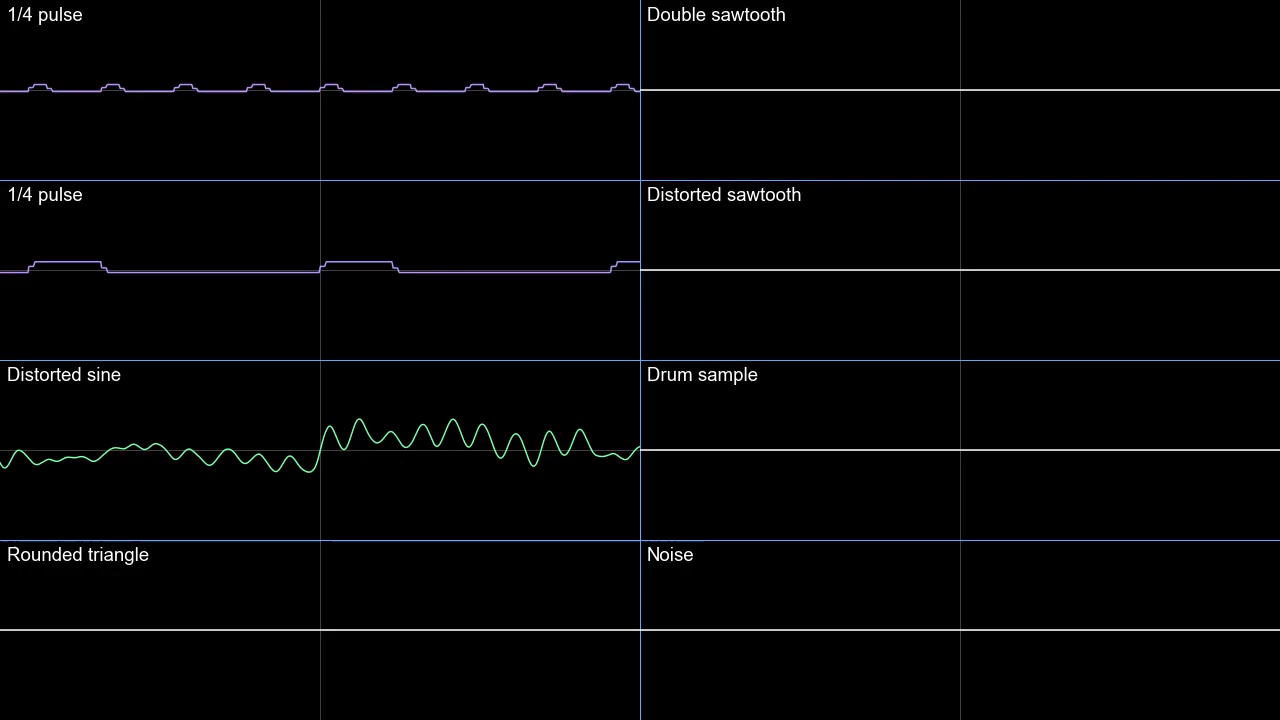 1/4 pulse
Double sawtooth
1/4 pulse
Distorted sawtooth
Distorted sine
Drum sample
Rounded triangle
Noise